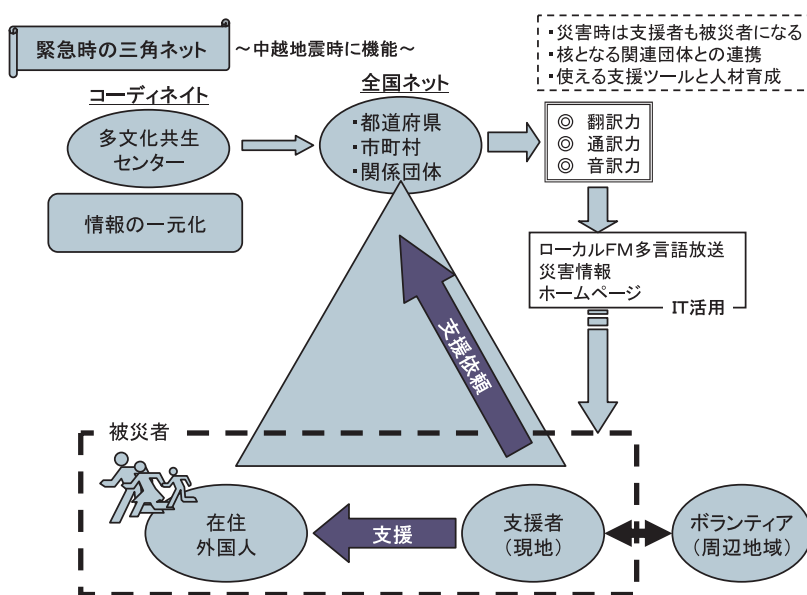 緊急時の三角ネット
～中越地震時に機能～
・災害時は支援者も被災者になる
・核となる関連団体との連携
・使える支援ツールと人材育成
コーディネイト
多文化共生
センター
情報の一元化
全国ネット
・都道府県
・市町村
・関係団体
◎ 翻訳力
◎ 通訳力
◎ 音訳力
ローカルFM多言語放送
災害情報
ホームページ
IT活用
支援依頼
被災者
在住
外国人
支援
支援者
（現地）
ボランティア
（周辺地域）